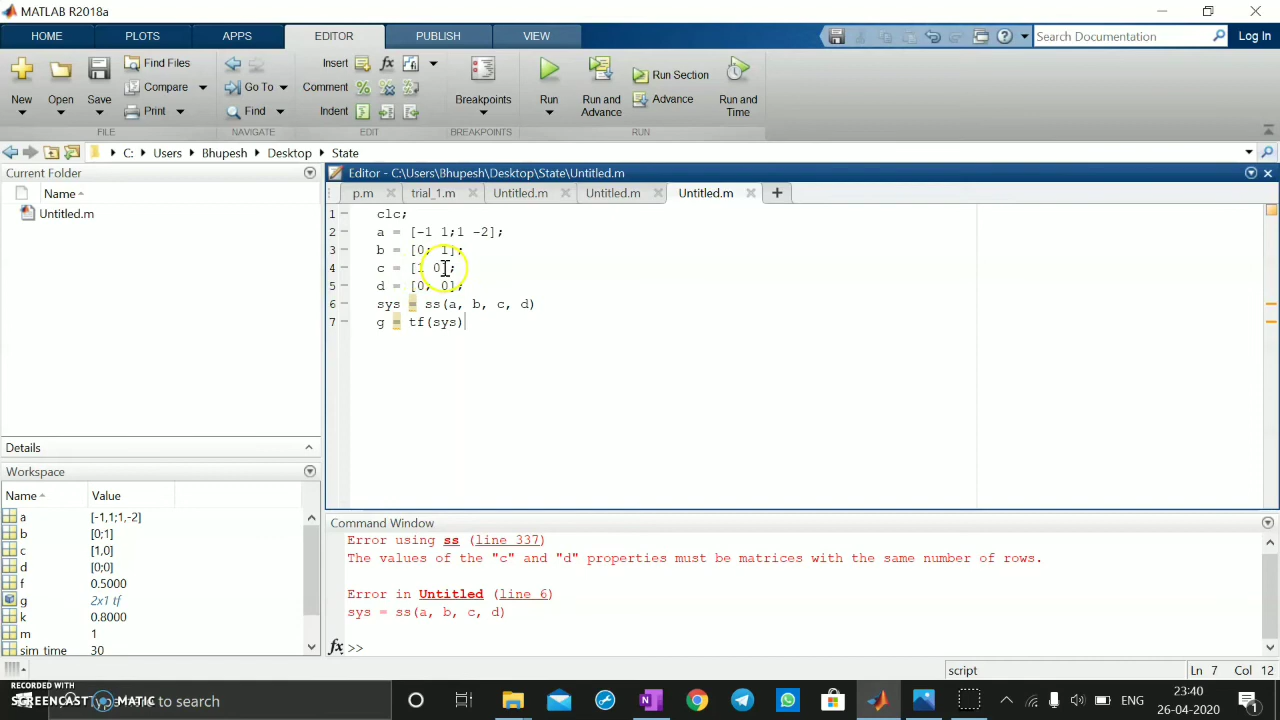 MATLAB R2018a
HOME PLOTS APPS EDITOR PUBLISH VIEW Search Documentation Log In
New Open Save Find Files Compare Print
Insert fx Comment Indent
Go To Find
Breakpoints Run Run and Advance Run Section Advance Run and Time
FILE NAVIGATE EDIT BREAKPOINTS RUN
C: Users Bhupesh Desktop State
Current Folder
Name
Untitled.m
Details
Workspace
Name Value
a [-1,1;1,-2]
b [0;1]
c [1,0]
d [0;0]
f 0.5000
g 2x1 tf
k 0.8000
m 1
sim_time 30
Editor - C:\Users\Bhupesh\Desktop\State\Untitled.m
p.m trial_1.m Untitled.m Untitled.m Untitled.m
1 clc;
2 a = [-1 1;1 -2];
3 b = [0; 1];
4 c = [1 0];
5 d = [0; 0];
6 sys = ss(a, b, c, d)
7 g = tf(sys)
Command Window
Error using ss (line 337)
The values of the "c" and "d" properties must be matrices with the same number of rows.
Error in Untitled (line 6)
sys = ss(a, b, c, d)
fx >>
script Ln 7 Col 12
RECORDED WITH
SCREENCAST MATIC
here to search
ENG
23:40
26-04-2020
1